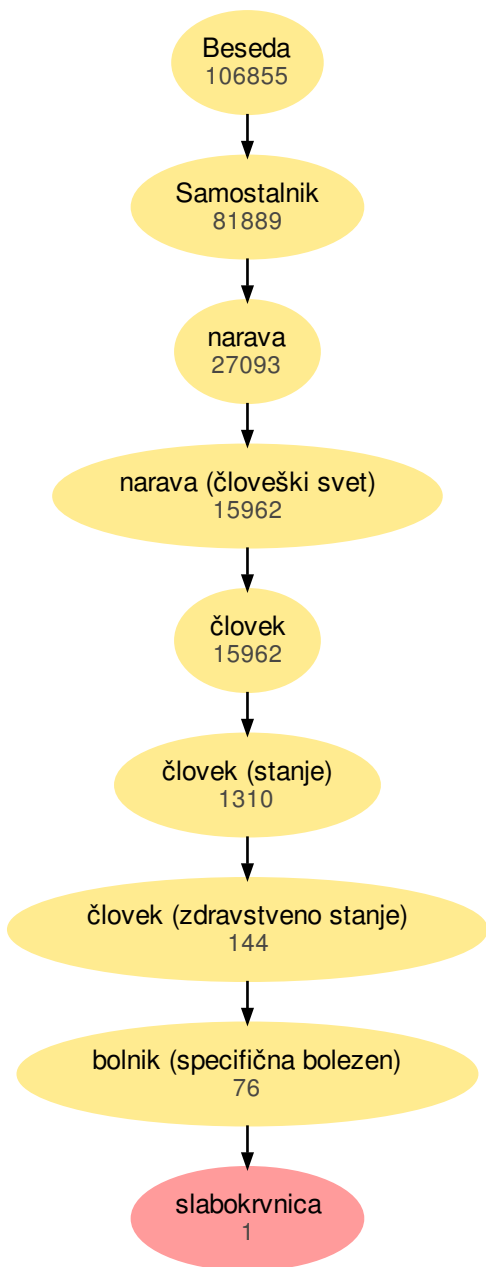 Beseda
106855
Samostalnik
81889
narava
27093
narava (človeški svet)
15962
človek
15962
človek (stanje)
1310
človek (zdravstveno stanje)
144
bolnik (specifična bolezen)
76
slabokrvnica
1